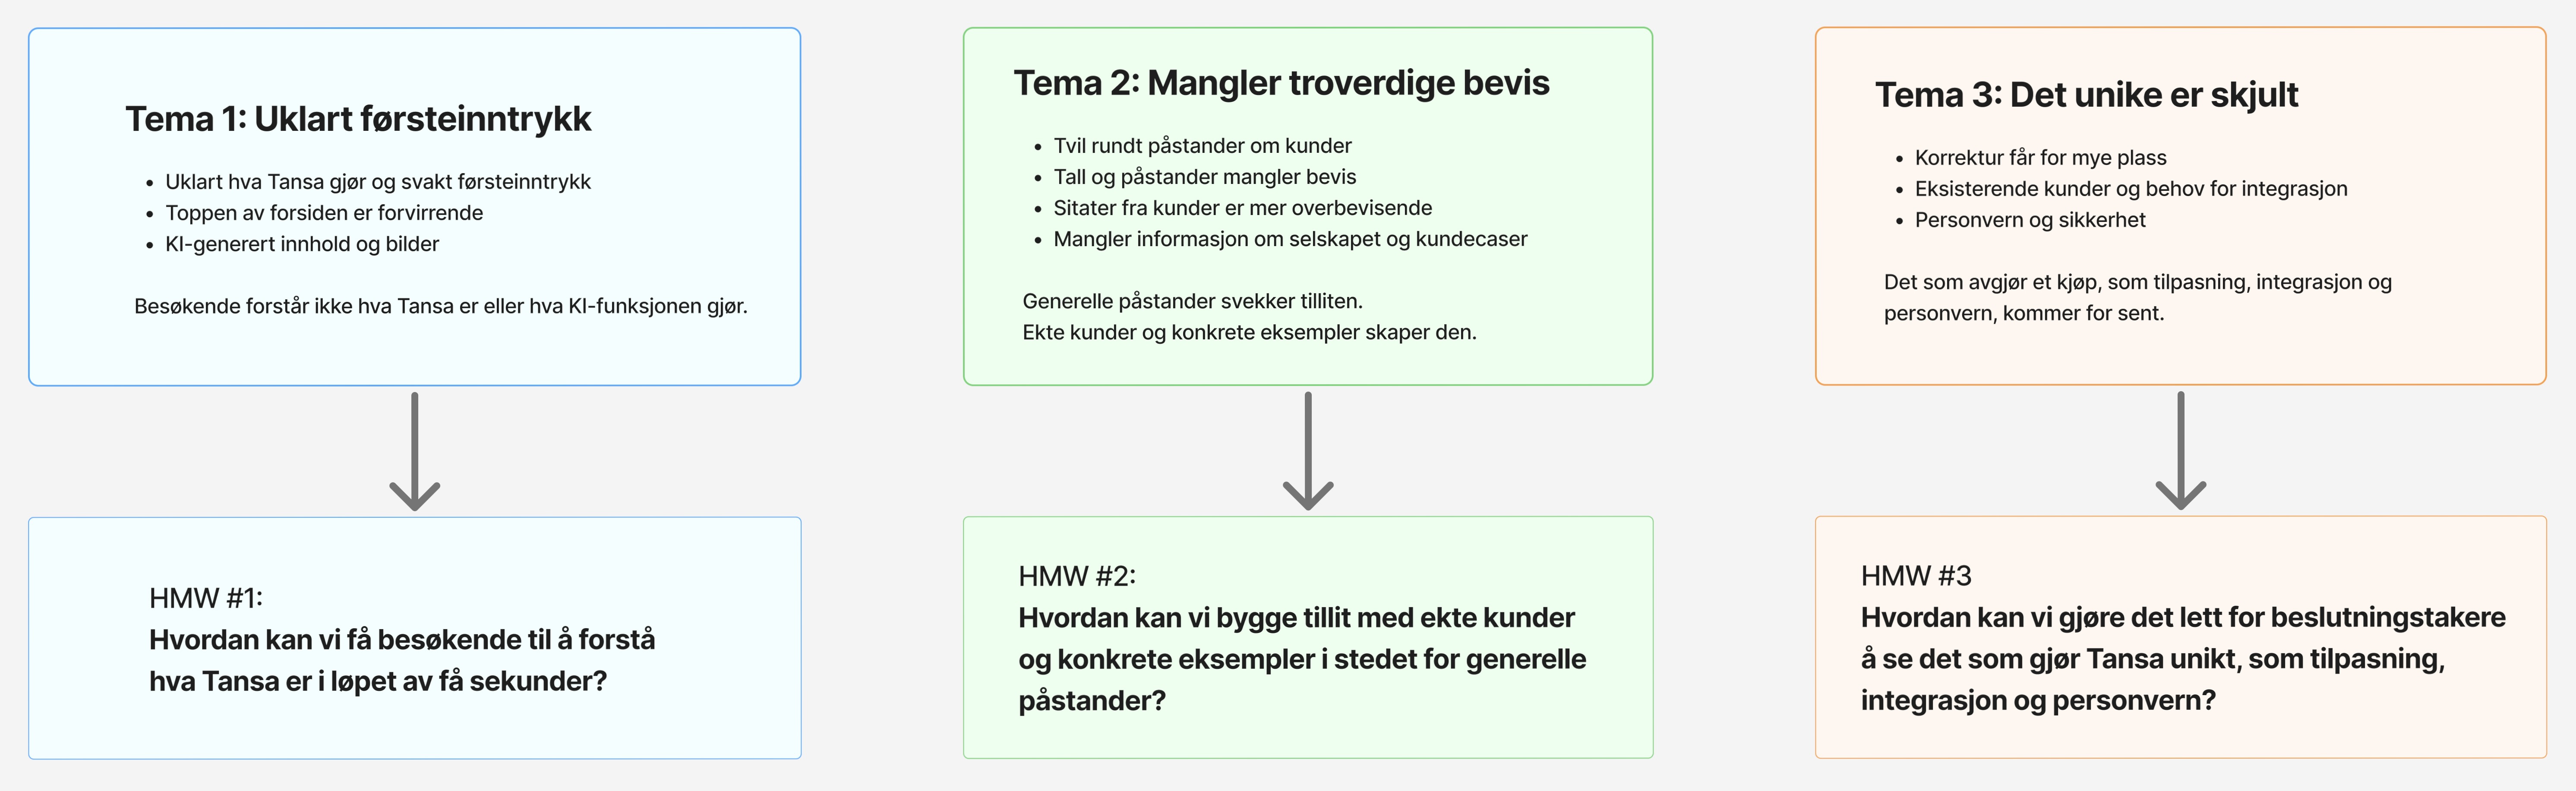 Tema 1: Uklart førsteinntrykk
• Uklart hva Tansa gjør og svakt førsteinntrykk
• Toppen av forsiden er forvirrende
• KI-generert innhold og bilder
Besøkende forstår ikke hva Tansa er eller hva KI-funksjonen gjør.
HMW #1:
Hvordan kan vi få besøkende til å forstå
hva Tansa er i løpet av få sekunder?
Tema 2: Mangler troverdige bevis
• Tvil rundt påstander om kunder
• Tall og påstander mangler bevis
• Sitater fra kunder er mer overbevisende
• Mangler informasjon om selskapet og kundecaser
Generelle påstander svekker tilliten.
Ekte kunder og konkrete eksempler skaper den.
HMW #2:
Hvordan kan vi bygge tillit med ekte kunder
og konkrete eksempler i stedet for generelle
påstander?
Tema 3: Det unike er skjult
• Korrektur får for mye plass
• Eksisterende kunder og behov for integrasjon
• Personvern og sikkerhet
Det som avgjør et kjøp, som tilpasning, integrasjon og
personvern, kommer for sent.
HMW #3
Hvordan kan vi gjøre det lett for beslutningstakere
å se det som gjør Tansa unikt, som tilpasning,
integrasjon og personvern?